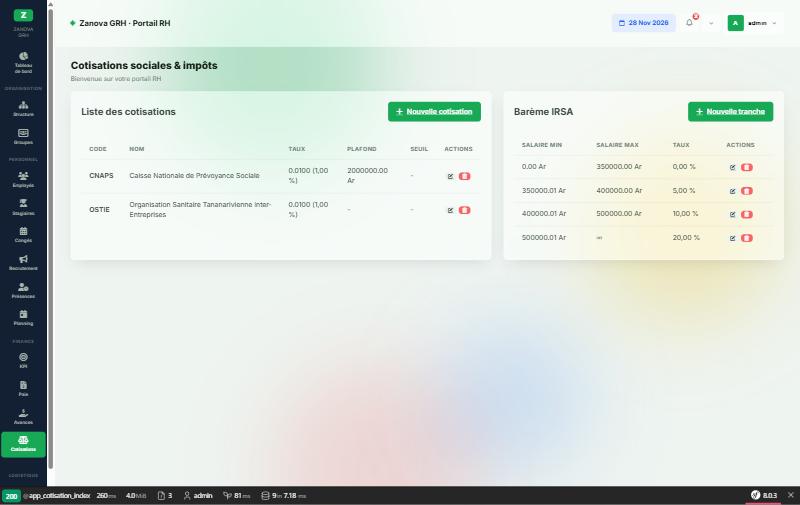 Z
ZANOVA
GRH
Tableau
de bord
ORGANISATION
Structure
Groupes
PERSONNEL
Employés
Stagiaires
Congés
Recrutement
Présences
Planning
FINANCE
KPI
Paie
Avances
Cotisations
LOGISTIQUE
Zanova GRH · Portail RH
28 Nov 2026
A admin
Cotisations sociales & impôts
Bienvenue sur votre portail RH
Liste des cotisations
Nouvelle cotisation
CODE NOM TAUX PLAFOND SEUIL ACTIONS
CNAPS Caisse Nationale de Prévoyance Sociale 0.0100 (1,00 %) 2000000.00 Ar -
OSTIE Organisation Sanitaire Tananarivienne Inter-Entreprises 0.0100 (1,00 %) - -
Barème IRSA
Nouvelle tranche
SALAIRE MIN SALAIRE MAX TAUX ACTIONS
0.00 Ar 350000.00 Ar 0,00 %
350000.01 Ar 400000.00 Ar 5,00 %
400000.01 Ar 500000.00 Ar 10,00 %
500000.01 Ar ∞ 20,00 %
200 @app_cotisation_index 260 ms 4.0 MiB 3 admin 81 ms 9 in 7.18 ms 8.0.3